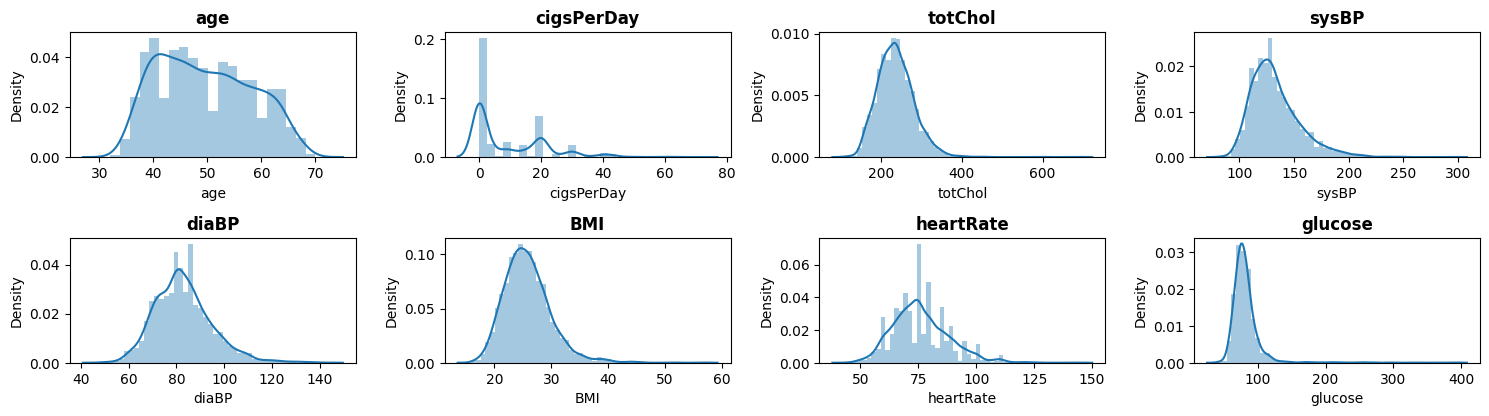 age
cigsPerDay
totChol
sysBP
Density
0.04
0.02
0.00
30 40 50 60 70
age
Density
0.2
0.1
0.0
0 20 40 60 80
cigsPerDay
Density
0.010
0.005
0.000
200 400 600
totChol
Density
0.02
0.01
0.00
100 150 200 250 300
sysBP
diaBP
BMI
heartRate
glucose
Density
0.04
0.02
0.00
40 60 80 100 120 140
diaBP
Density
0.10
0.05
0.00
20 30 40 50 60
BMI
Density
0.06
0.04
0.02
0.00
50 75 100 125 150
heartRate
Density
0.03
0.02
0.01
0.00
100 200 300 400
glucose